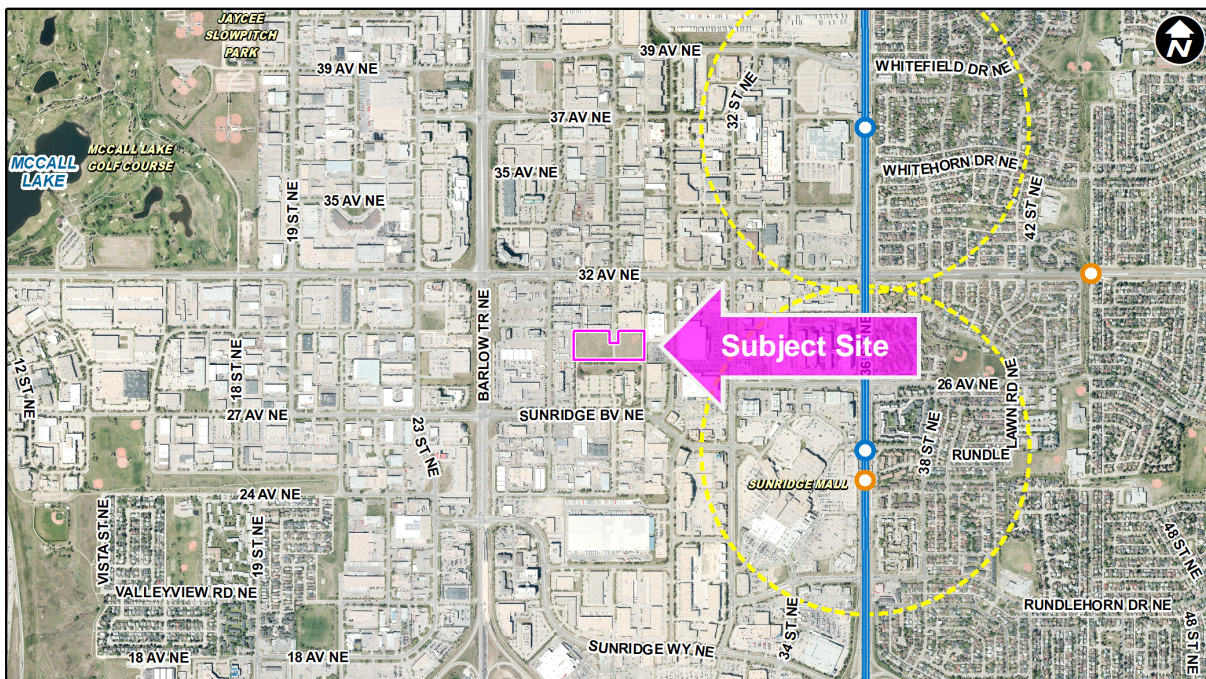 JAYCEE
SLOWPITCH
PARK
39 AV NE
39 AV NE
N
WHITEFIELD DR NE
32 ST NE
37 AV NE
MCCALL LAKE
GOLF COURSE
MCCALL
LAKE
35 AV NE
WHITEHORN DR NE
35 AV NE
19 ST NE
42 ST NE
32 AV NE
BARLOW TR NE
Subject Site
36 ST NE
12 ST NE
18 ST NE
26 AV NE
27 AV NE
SUNRIDGE BV NE
23 ST NE
38 ST NE
RUNDLELAWN RD NE
SUNRIDGE MALL
24 AV NE
VISTA ST NE
19 ST NE
48 ST NE
VALLEYVIEW RD NE
RUNDLEHORN DR NE
34 ST NE
48 ST NE
18 AV NE
18 AV NE
SUNRIDGE WY NE